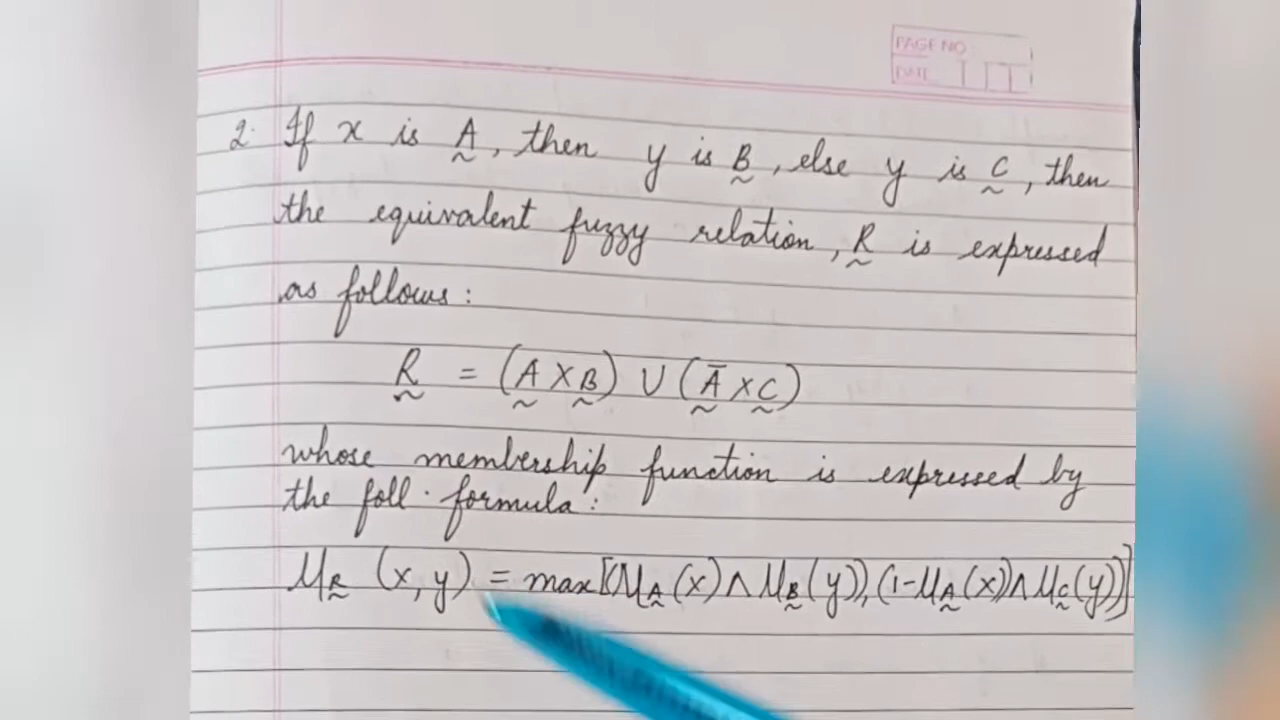 PAGE NO
DATE
2. If x is A̰, then y is B̰, else y is C̰, then
the equivalent fuzzy relation, R̰ is expressed
as follows:
R̰ = (A̰ × B̰) ∪ (Ā̰ × C̰)
whose membership function is expressed by
the foll. formula:
μR̰ (x,y) = max[(μA̰(x) ∧ μB̰(y)), (1-μA̰(x)) ∧ μC̰(y))]